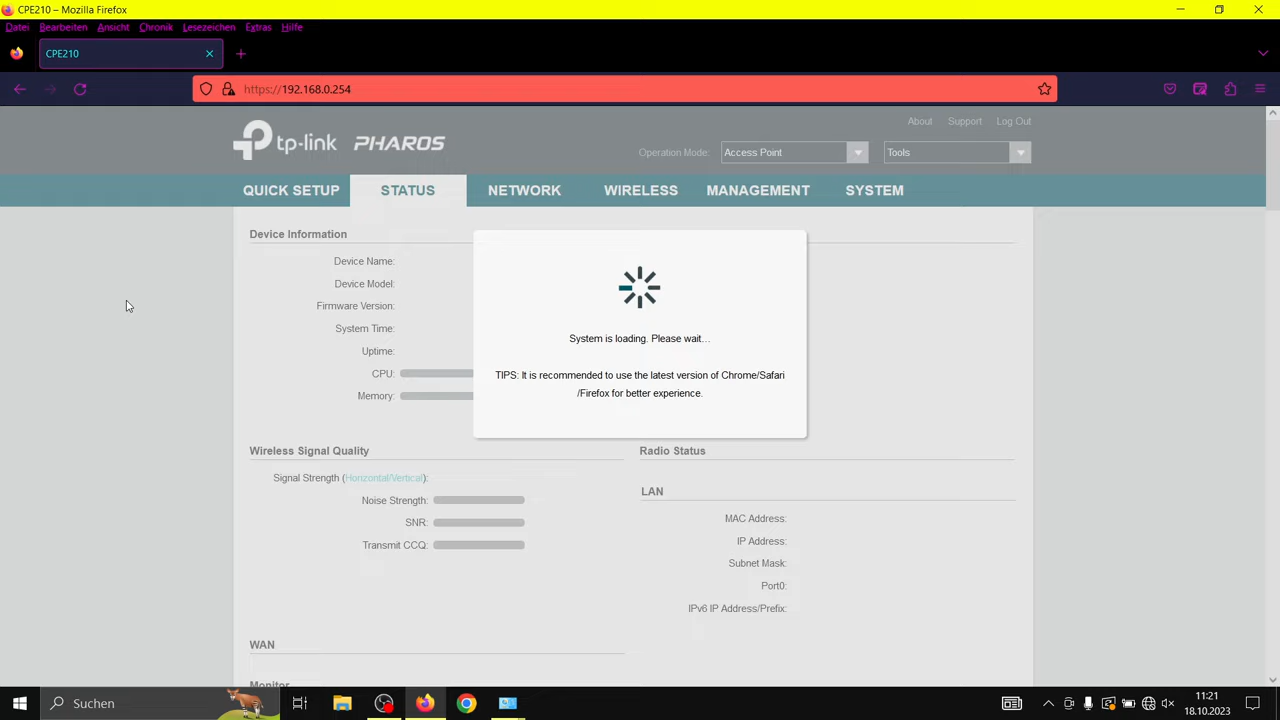 CPE210 – Mozilla Firefox
Datei Bearbeiten Ansicht Chronik Lesezeichen Extras Hilfe
CPE210
https://192.168.0.254
About Support Log Out
tp-link PHAROS
Operation Mode: Access Point Tools
QUICK SETUP STATUS NETWORK WIRELESS MANAGEMENT SYSTEM
Device Information
Device Name:
Device Model:
Firmware Version:
System Time:
Uptime:
CPU:
Memory:
System is loading. Please wait...
TIPS: It is recommended to use the latest version of Chrome/Safari
/Firefox for better experience.
Wireless Signal Quality
Signal Strength (Horizontal/Vertical):
Noise Strength:
SNR:
Transmit CCQ:
Radio Status
LAN
MAC Address:
IP Address:
Subnet Mask:
Port0:
IPv6 IP Address/Prefix:
WAN
Monitor
Suchen
11:21
18.10.2023